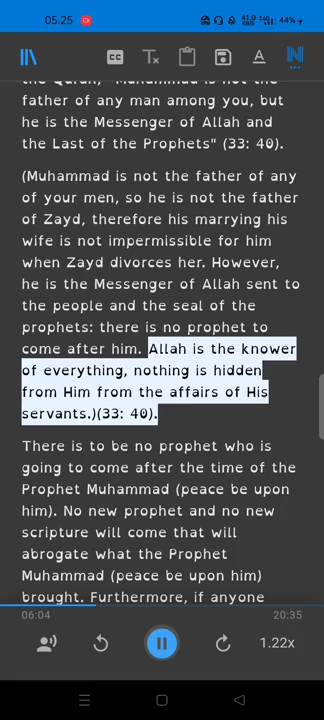 05.25
41.0
KB/S
44%
CC
the Quran, "Muhammad is not the
father of any man among you, but
he is the Messenger of Allah and
the Last of the Prophets" (33: 40).
(Muhammad is not the father of any
of your men, so he is not the father
of Zayd, therefore his marrying his
wife is not impermissible for him
when Zayd divorces her. However,
he is the Messenger of Allah sent to
the people and the seal of the
prophets: there is no prophet to
come after him. Allah is the knower
of everything, nothing is hidden
from Him from the affairs of His
servants.)(33: 40).
There is to be no prophet who is
going to come after the time of the
Prophet Muhammad (peace be upon
him). No new prophet and no new
scripture will come that will
abrogate what the Prophet
Muhammad (peace be upon him)
brought. Furthermore, if anyone
06:04
20:35
1.22x